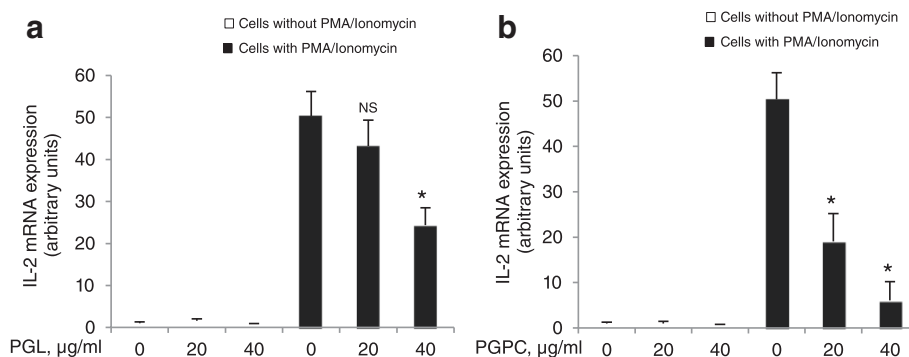 a
Cells without PMA/Ionomycin
Cells with PMA/Ionomycin
IL-2 mRNA expression
(arbitrary units)
60
50
40
30
20
10
0
NS
*
PGL, µg/ml 0 20 40 0 20 40
b
Cells without PMA/Ionomycin
Cells with PMA/Ionomycin
IL-2 mRNA expression
(arbitrary units)
60
50
40
30
20
10
0
*
*
PGPC, µg/ml 0 20 40 0 20 40